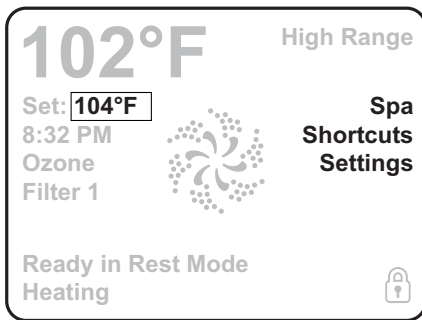 102°F
High Range
Set: 104°F
Spa
8:32 PM
Shortcuts
Ozone
Settings
Filter 1
Ready in Rest Mode
Heating